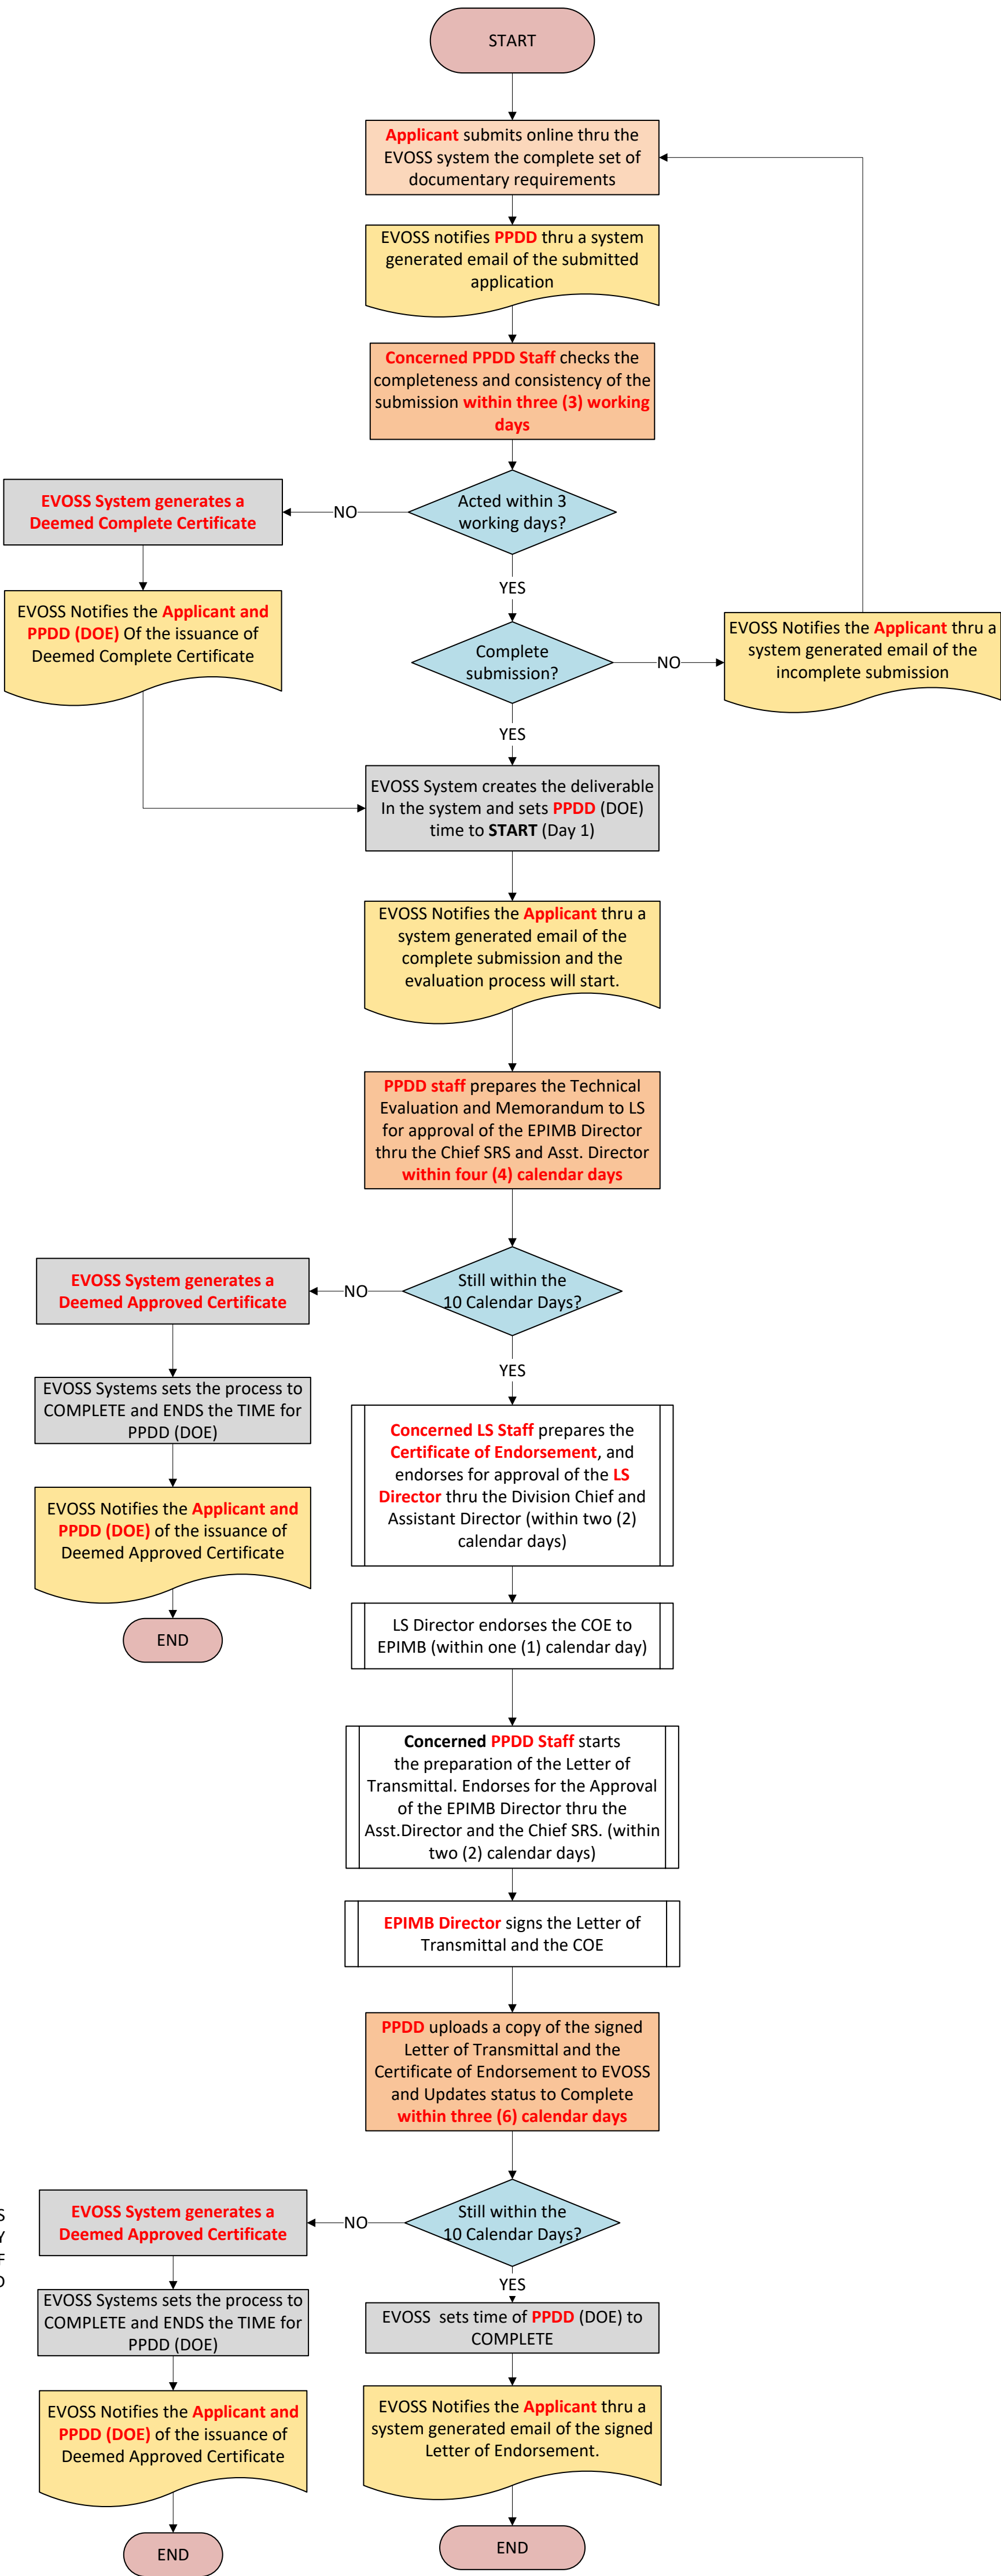 START
Applicant submits online thru the
EVOSS system the complete set of
documentary requirements
EVOSS notifies PPDD thru a system
generated email of the submitted
application
Concerned PPDD Staff checks the
completeness and consistency of the
submission within three (3) working
days
Acted within 3
working days?
NO
EVOSS System generates a
Deemed Complete Certificate
EVOSS Notifies the Applicant and
PPDD (DOE) Of the issuance of
Deemed Complete Certificate
YES
Complete
submission?
NO
EVOSS Notifies the Applicant thru a
system generated email of the
incomplete submission
YES
EVOSS System creates the deliverable
In the system and sets PPDD (DOE)
time to START (Day 1)
EVOSS Notifies the Applicant thru a
system generated email of the
complete submission and the
evaluation process will start.
PPDD staff prepares the Technical
Evaluation and Memorandum to LS
for approval of the EPIMB Director
thru the Chief SRS and Asst. Director
within four (4) calendar days
Still within the
10 Calendar Days?
NO
EVOSS System generates a
Deemed Approved Certificate
EVOSS Systems sets the process to
COMPLETE and ENDS the TIME for
PPDD (DOE)
EVOSS Notifies the Applicant and
PPDD (DOE) of the issuance of
Deemed Approved Certificate
END
YES
Concerned LS Staff prepares the
Certificate of Endorsement, and
endorses for approval of the LS
Director thru the Division Chief and
Assistant Director (within two (2)
calendar days)
LS Director endorses the COE to
EPIMB (within one (1) calendar day)
Concerned PPDD Staff starts
the preparation of the Letter of
Transmittal. Endorses for the Approval
of the EPIMB Director thru the
Asst.Director and the Chief SRS. (within
two (2) calendar days)
EPIMB Director signs the Letter of
Transmittal and the COE
PPDD uploads a copy of the signed
Letter of Transmittal and the
Certificate of Endorsement to EVOSS
and Updates status to Complete
within three (6) calendar days
Still within the
10 Calendar Days?
NO
EVOSS System generates a
Deemed Approved Certificate
EVOSS Systems sets the process to
COMPLETE and ENDS the TIME for
PPDD (DOE)
EVOSS Notifies the Applicant and
PPDD (DOE) of the issuance of
Deemed Approved Certificate
END
YES
EVOSS sets time of PPDD (DOE) to
COMPLETE
EVOSS Notifies the Applicant thru a
system generated email of the signed
Letter of Endorsement.
END